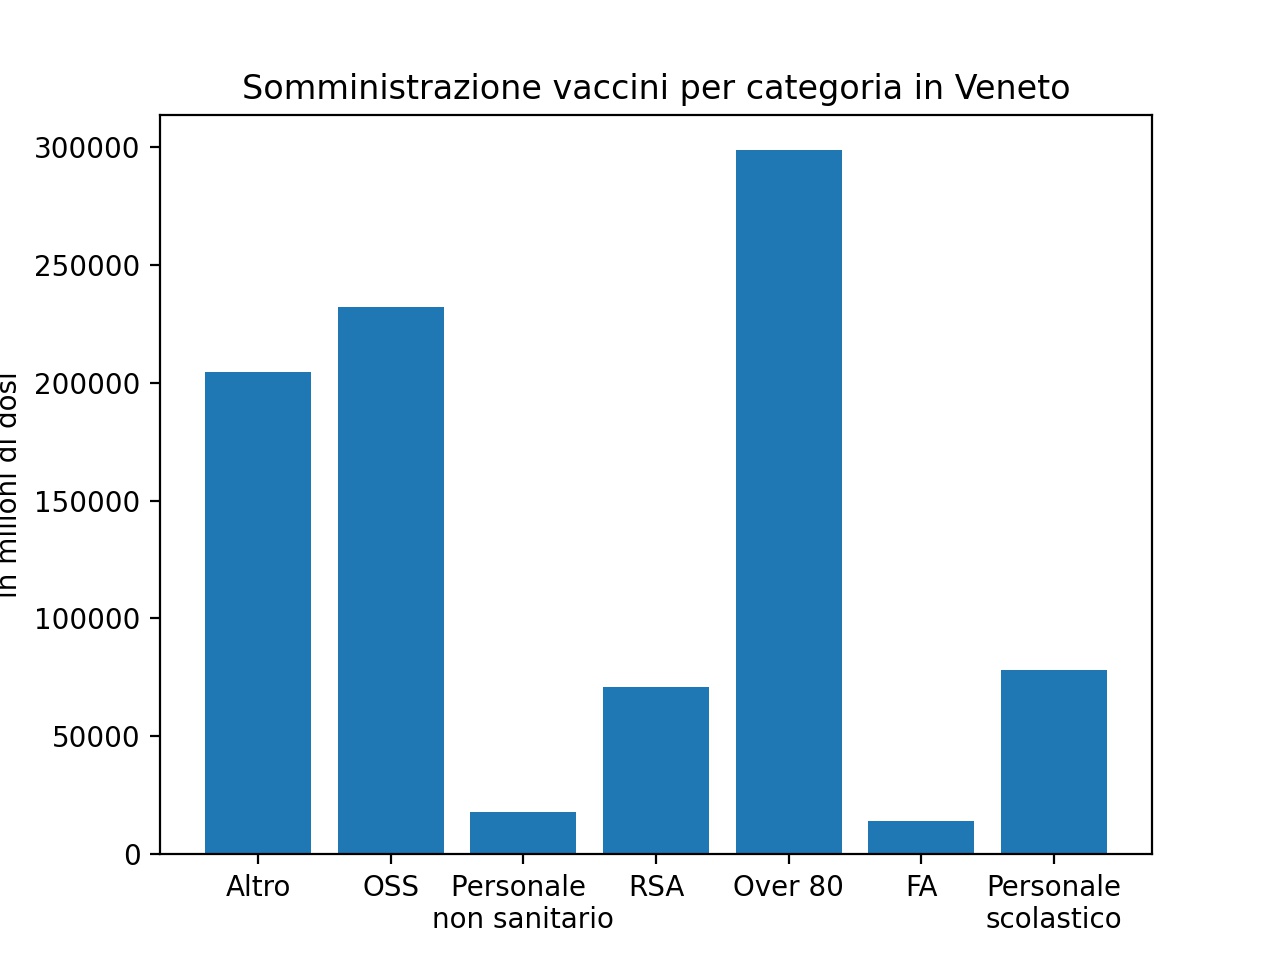 Somministrazione vaccini per categoria in Veneto
300000
250000
200000
150000
100000
50000
0
In milioni di dosi
Altro
OSS
Personale
non sanitario
RSA
Over 80
FA
Personale
scolastico